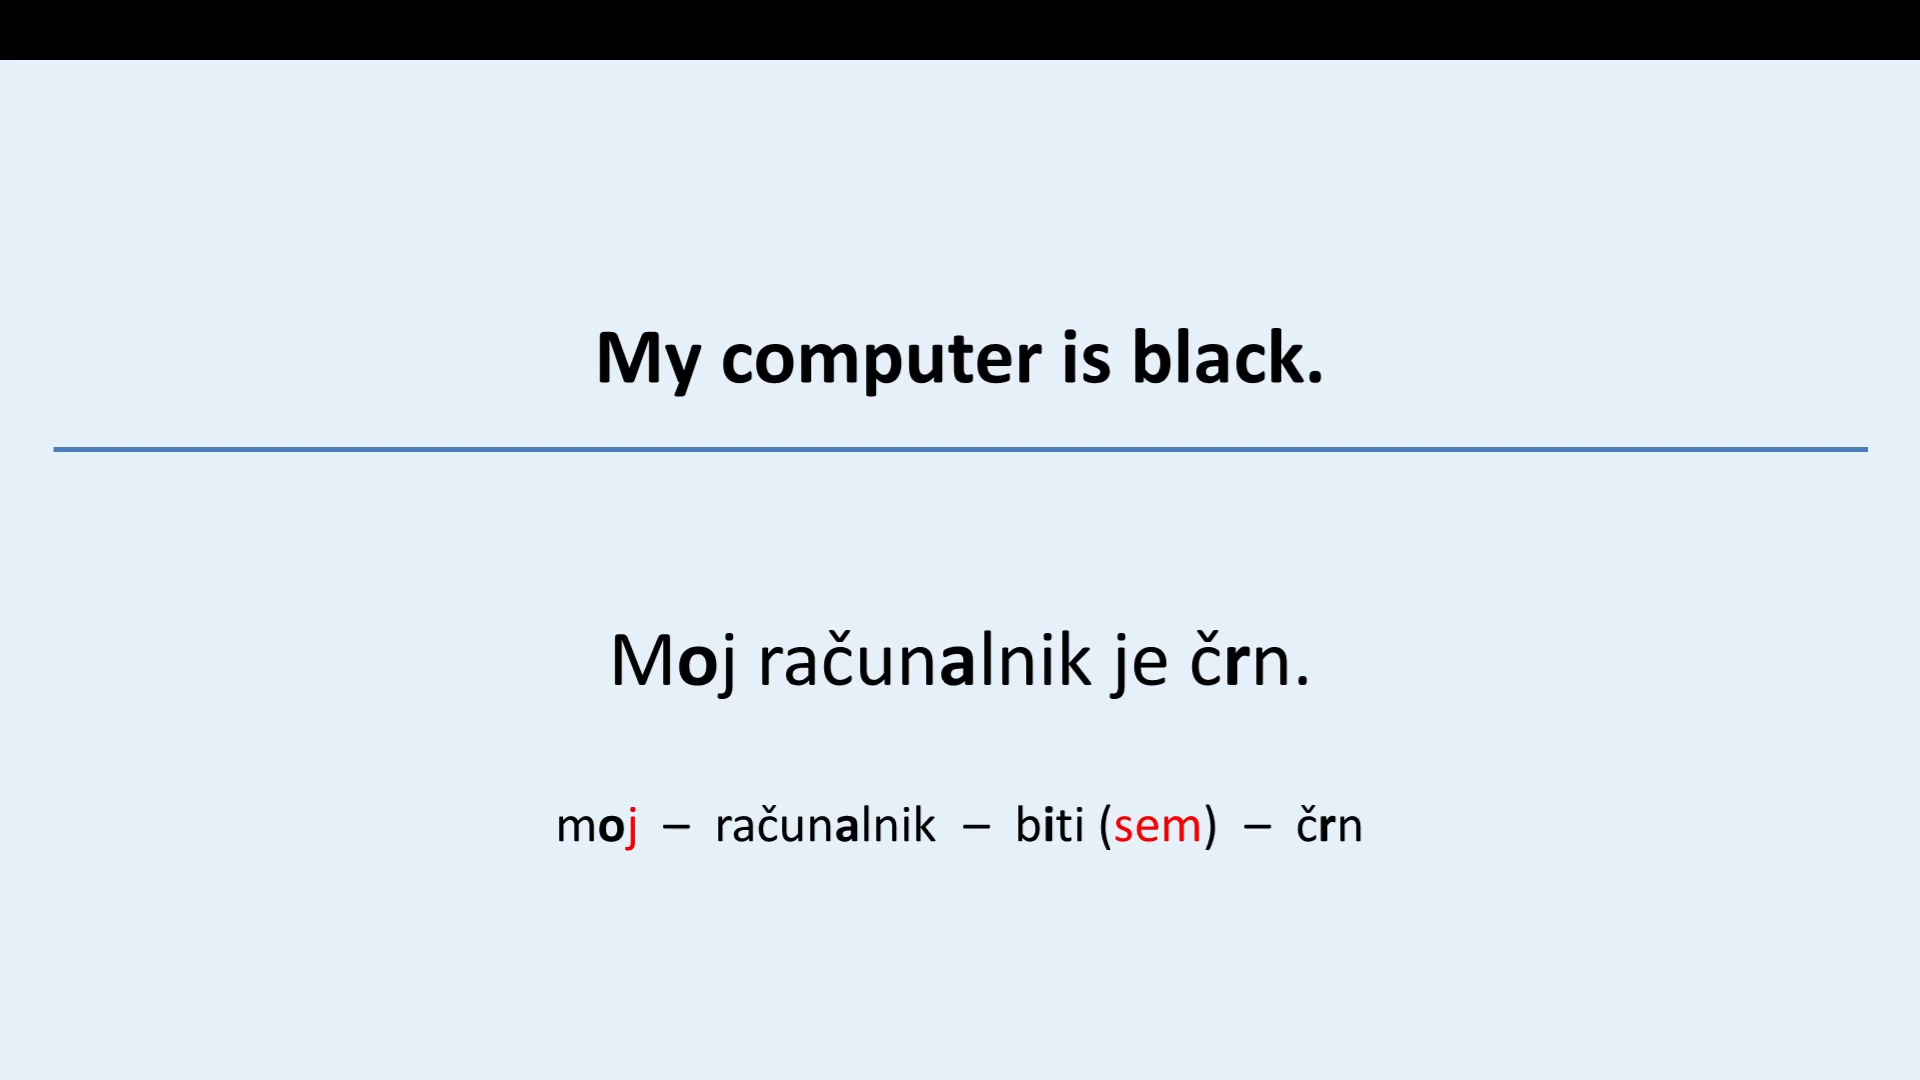 My computer is black.
Moj računalnik je črn.
moj – računalnik – biti (sem) – črn